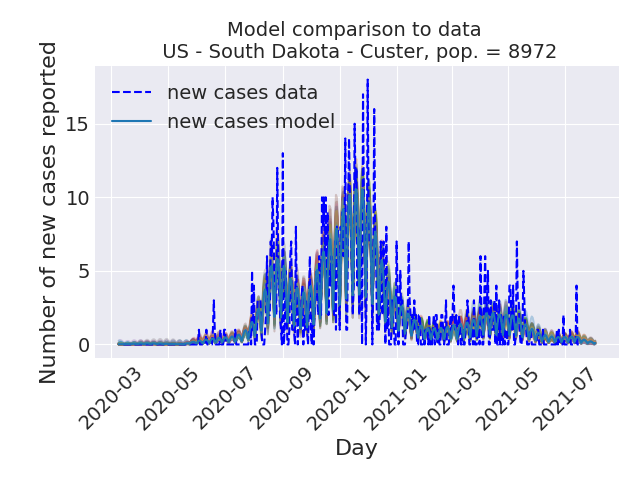 Model comparison to data
US - South Dakota - Custer, pop. = 8972
Number of new cases reported
new cases data
new cases model
15
10
5
0
2020-03
2020-05
2020-07
2020-09
2020-11
2021-01
2021-03
2021-05
2021-07
Day